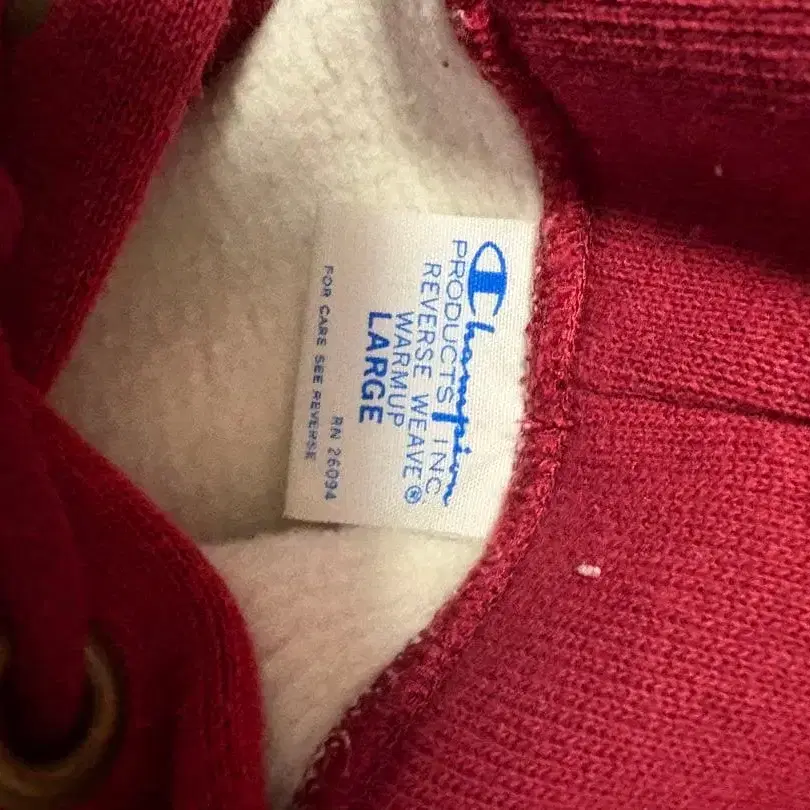 Champion
PRODUCTS INC
REVERSE WEAVE®
WARMUP
LARGE
RN 26094
FOR CARE SEE REVERSE